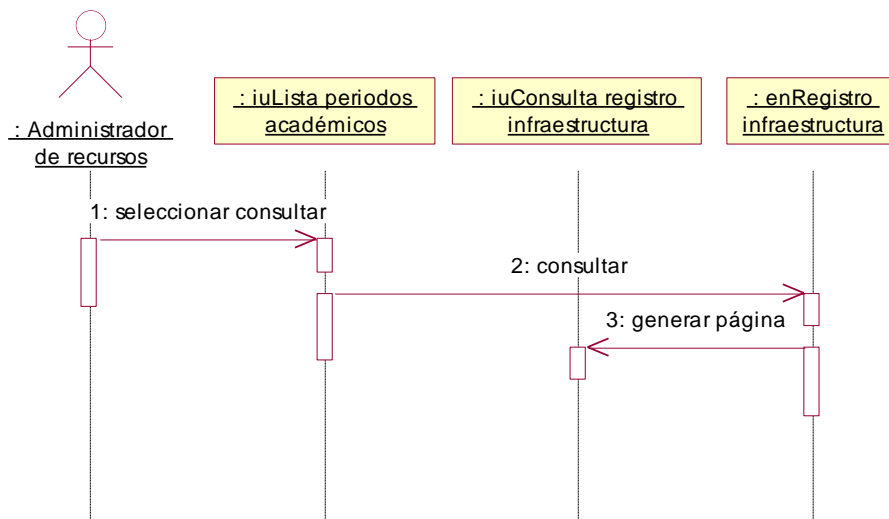 : Administrador
de recursos
: iuLista periodos
académicos
: iuConsulta registro
infraestructura
: enRegistro
infraestructura
1: seleccionar consultar
2: consultar
3: generar página